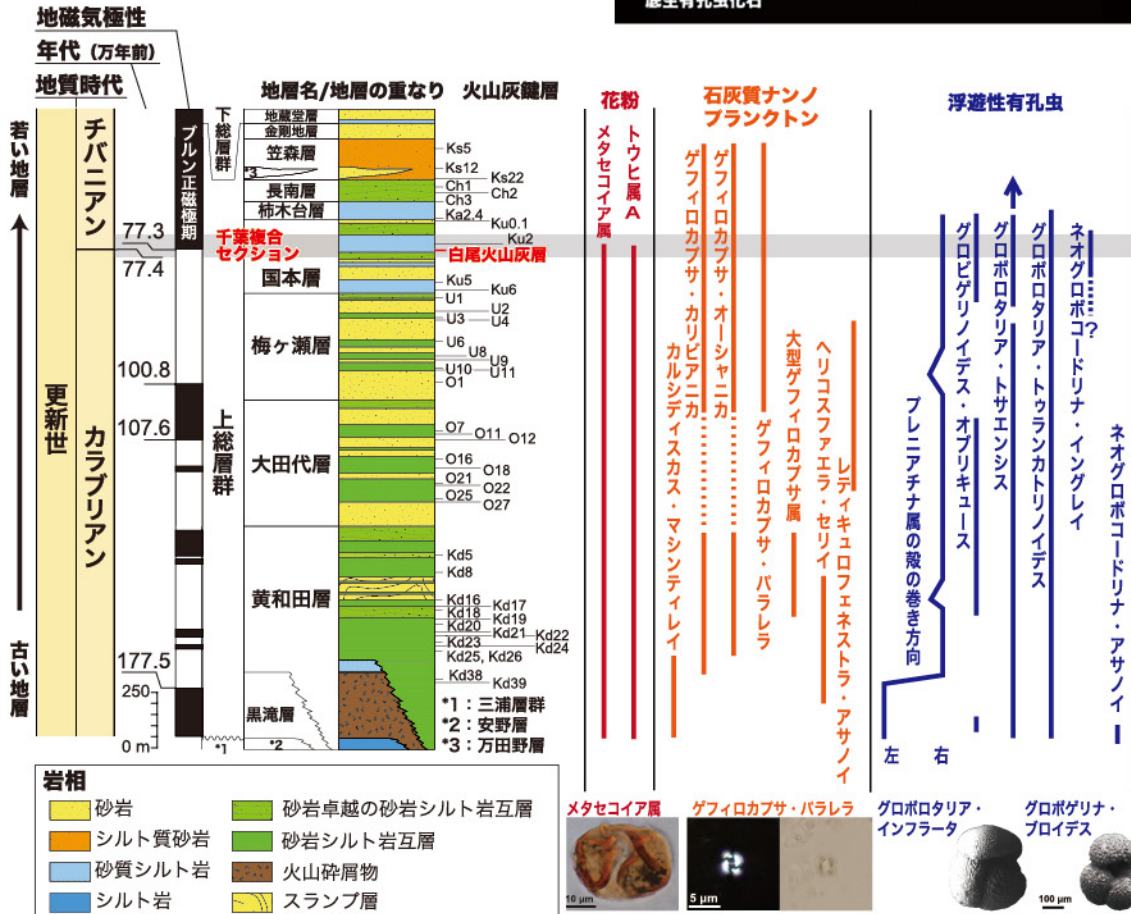 底生有孔虫化石
地磁気極性
年代 (万年前)
地質時代
地層名/地層の重なり 火山灰鍵層
花粉
石灰質ナンノ
プランクトン
浮遊性有孔虫
若い地層
古い地層
更新世
チバニアン
カラブリアン
77.3
77.4
100.8
107.6
177.5
250
0 m
ブルン正磁極期
下総層群
上総層群
千葉複合
セクション
地蔵堂層
金剛地層
笠森層
*3
長南層
柿木台層
国本層
梅ヶ瀬層
大田代層
黄和田層
黒滝層
*1
*2
Ks5
Ks12
Ks22
Ch1
Ch2
Ch3
Ka2.4
Ku0.1
Ku2
白尾火山灰層
Ku5
Ku6
U1
U2
U3
U4
U6
U8
U9
U10
U11
O1
O7
O11
O12
O16
O18
O21
O22
O25
O27
Kd5
Kd8
Kd16
Kd17
Kd18
Kd19
Kd20
Kd21
Kd22
Kd23
Kd24
Kd25, Kd26
Kd38
Kd39
*1：三浦層群
*2：安野層
*3：万田野層
メタセコイア属
トウヒ属A
カルシディスカス・マシンティレイ
ゲフィロカプサ・カリビアニカ
ゲフィロカプサ・オーシャニカ
ゲフィロカプサ・パラレラ
大型ゲフィロカプサ属
ヘリコスファエラ・セリイ
レティキュロフェネストラ・アサノイ
プレニアチナ属の殻の巻き方向
左 右
グロビゲリノイデス・オブリキュース
グロボロタリア・トサエンシス
グロボロタリア・トゥランカトリノイデス
ネオグロボコードリナ・イングレイ
?
ネオグロボコードリナ・アサノイ
岩相
砂岩
シルト質砂岩
砂質シルト岩
シルト岩
砂岩卓越の砂岩シルト岩互層
砂岩シルト岩互層
火山砕屑物
スランプ層
メタセコイア属
10 μm
ゲフィロカプサ・パラレラ
5 μm
グロボロタリア・
インフラータ
グロボゲリナ・
ブロイデス
100 μm